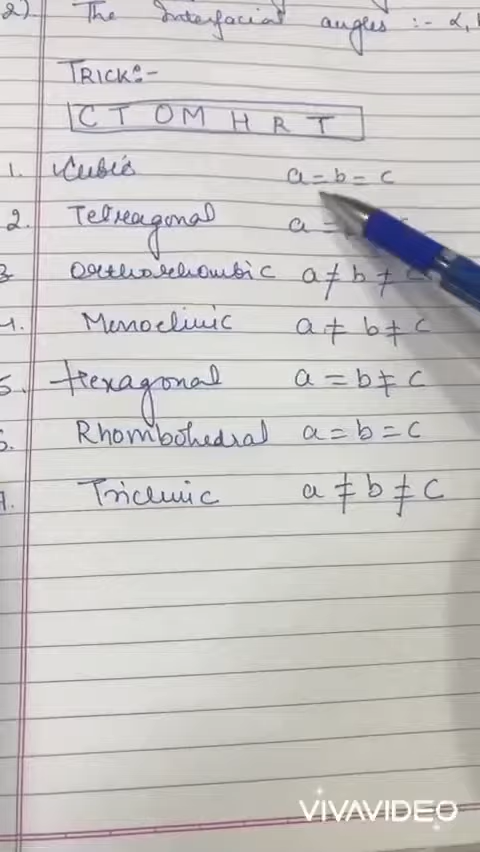 2) The Interfacial angles :- α,
TRICK:-
C T O M H R T
1. Cubic a = b = c
2. Tetragonal a =
3 Orthorhombic a ≠ b ≠ c
4. Monoclinic a ≠ b ≠ c
5. Hexagonal a = b ≠ c
6. Rhombohedral a = b = c
7. Triclinic a ≠ b ≠ c
VIVAVIDEO